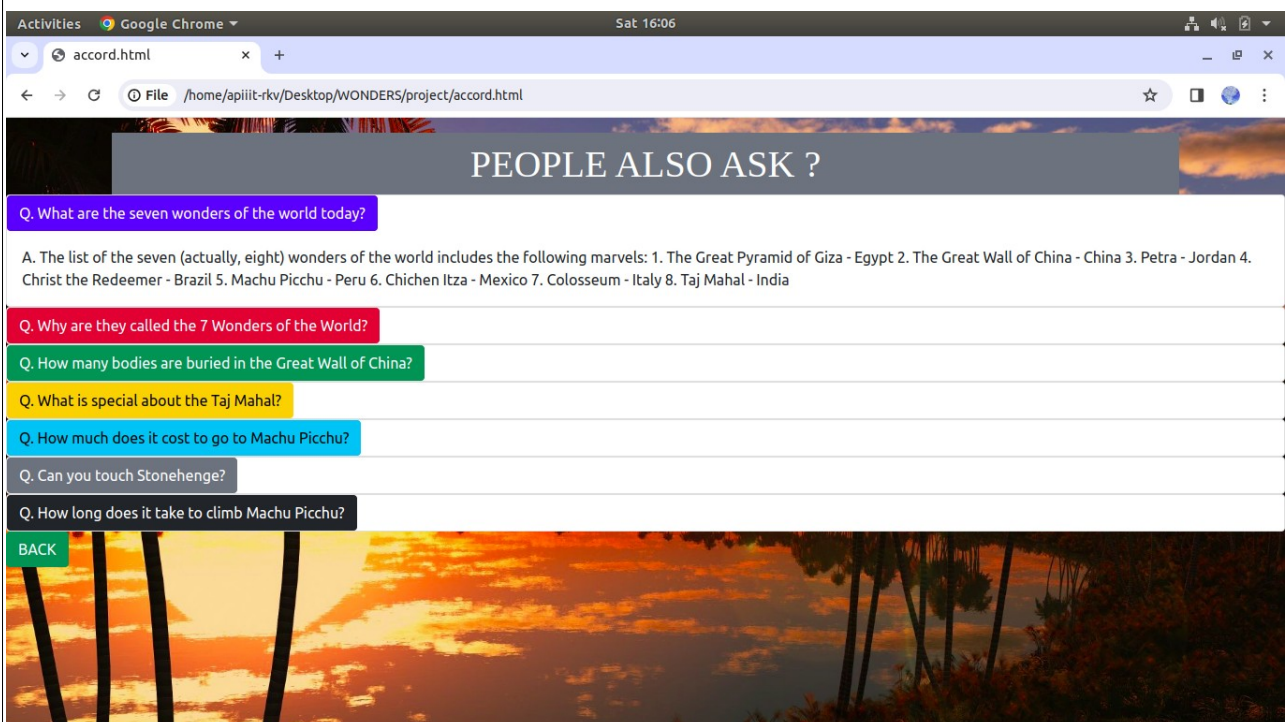 Activities Google Chrome Sat 16:06
accord.html
File /home/apiiit-rkv/Desktop/WONDERS/project/accord.html
PEOPLE ALSO ASK ?
Q. What are the seven wonders of the world today?
A. The list of the seven (actually, eight) wonders of the world includes the following marvels: 1. The Great Pyramid of Giza - Egypt 2. The Great Wall of China - China 3. Petra - Jordan 4.
Christ the Redeemer - Brazil 5. Machu Picchu - Peru 6. Chichen Itza - Mexico 7. Colosseum - Italy 8. Taj Mahal - India
Q. Why are they called the 7 Wonders of the World?
Q. How many bodies are buried in the Great Wall of China?
Q. What is special about the Taj Mahal?
Q. How much does it cost to go to Machu Picchu?
Q. Can you touch Stonehenge?
Q. How long does it take to climb Machu Picchu?
BACK